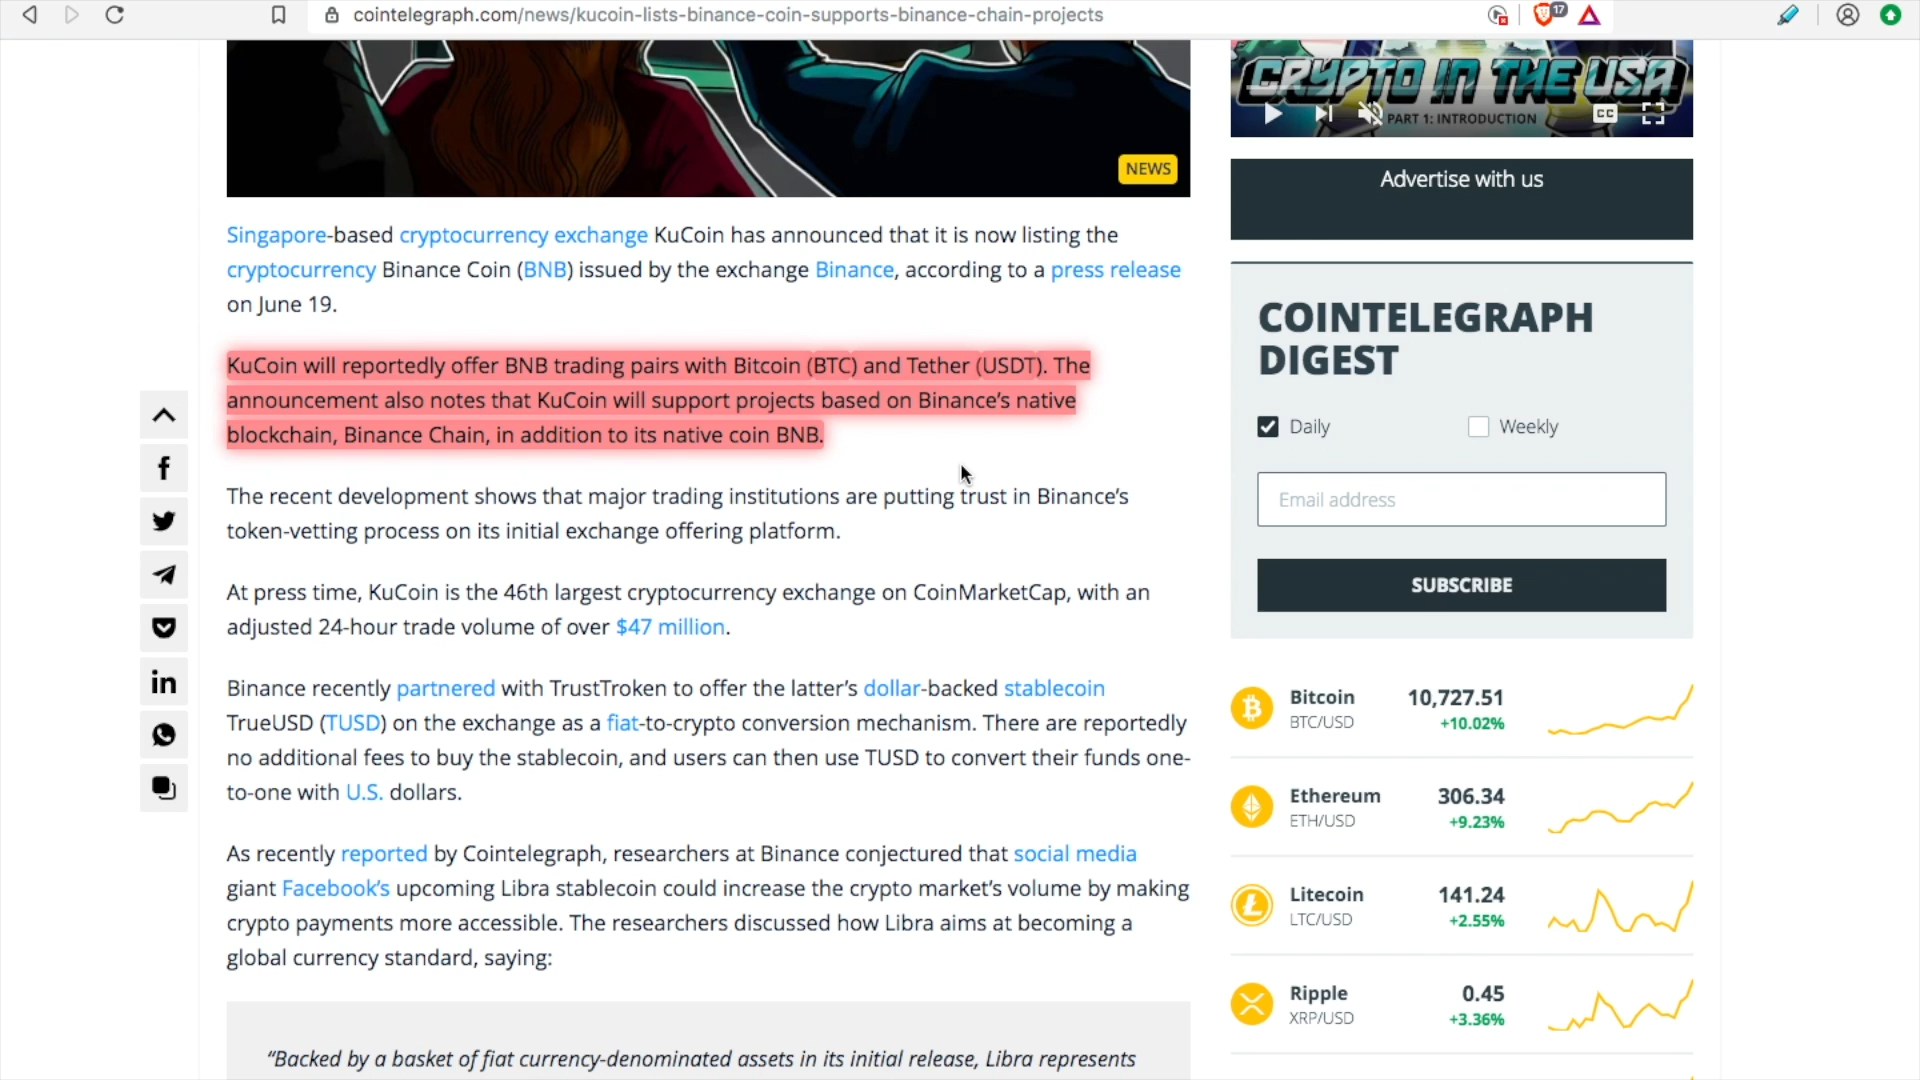 cointelegraph.com/news/kucoin-lists-binance-coin-supports-binance-chain-projects
17
CRYPTO IN THE USA
PART 1: INTRODUCTION
CC
NEWS
Advertise with us
Singapore-based cryptocurrency exchange KuCoin has announced that it is now listing the
cryptocurrency Binance Coin (BNB) issued by the exchange Binance, according to a press release
on June 19.
KuCoin will reportedly offer BNB trading pairs with Bitcoin (BTC) and Tether (USDT). The
announcement also notes that KuCoin will support projects based on Binance's native
blockchain, Binance Chain, in addition to its native coin BNB.
The recent development shows that major trading institutions are putting trust in Binance's
token-vetting process on its initial exchange offering platform.
At press time, KuCoin is the 46th largest cryptocurrency exchange on CoinMarketCap, with an
adjusted 24-hour trade volume of over $47 million.
Binance recently partnered with TrustTroken to offer the latter's dollar-backed stablecoin
TrueUSD (TUSD) on the exchange as a fiat-to-crypto conversion mechanism. There are reportedly
no additional fees to buy the stablecoin, and users can then use TUSD to convert their funds one-
to-one with U.S. dollars.
As recently reported by Cointelegraph, researchers at Binance conjectured that social media
giant Facebook's upcoming Libra stablecoin could increase the crypto market's volume by making
crypto payments more accessible. The researchers discussed how Libra aims at becoming a
global currency standard, saying:
"Backed by a basket of fiat currency-denominated assets in its initial release, Libra represents
COINTELEGRAPH
DIGEST
Daily
Weekly
Email address
SUBSCRIBE
Bitcoin 10,727.51
BTC/USD +10.02%
Ethereum 306.34
ETH/USD +9.23%
Litecoin 141.24
LTC/USD +2.55%
Ripple 0.45
XRP/USD +3.36%